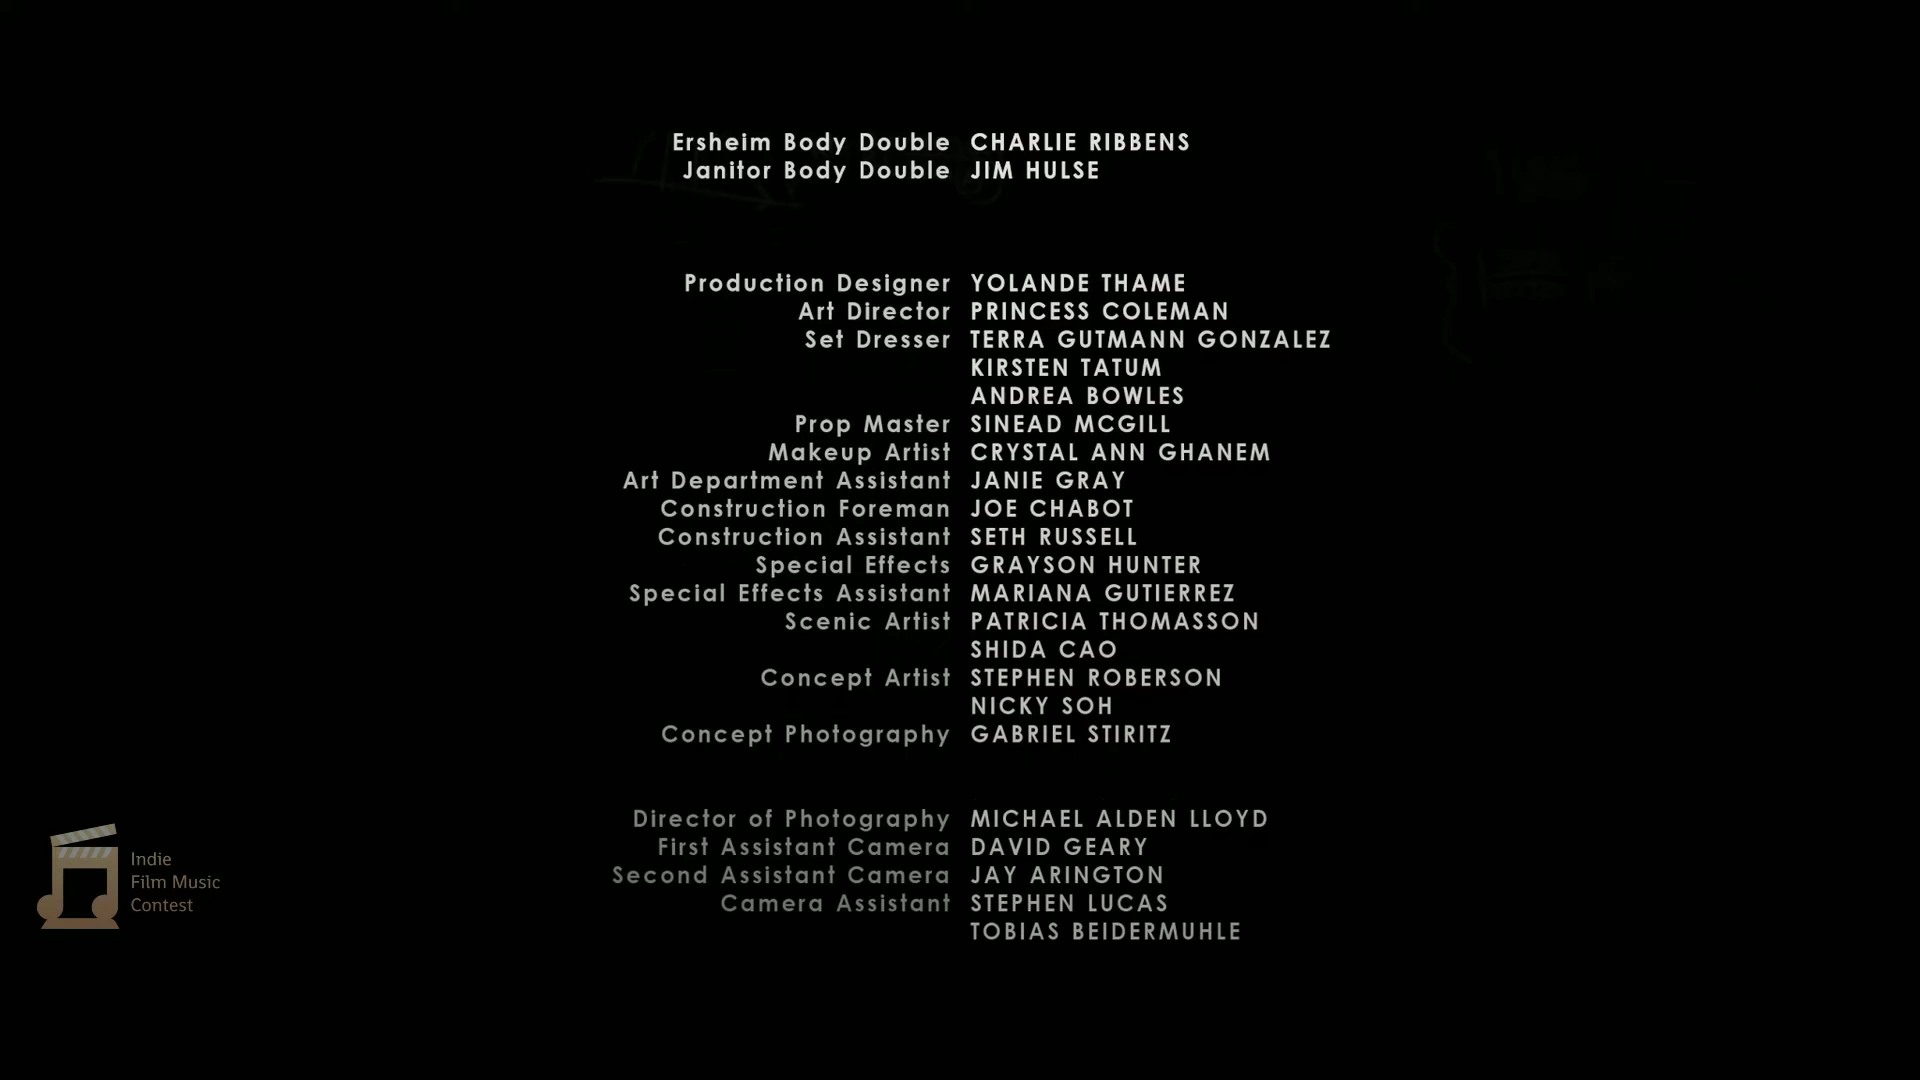 Ersheim Body Double CHARLIE RIBBENS
Janitor Body Double JIM HULSE
Production Designer YOLANDE THAME
Art Director PRINCESS COLEMAN
Set Dresser TERRA GUTMANN GONZALEZ
KIRSTEN TATUM
ANDREA BOWLES
Prop Master SINEAD MCGILL
Makeup Artist CRYSTAL ANN GHANEM
Art Department Assistant JANIE GRAY
Construction Foreman JOE CHABOT
Construction Assistant SETH RUSSELL
Special Effects GRAYSON HUNTER
Special Effects Assistant MARIANA GUTIERREZ
Scenic Artist PATRICIA THOMASSON
SHIDA CAO
Concept Artist STEPHEN ROBERSON
NICKY SOH
Concept Photography GABRIEL STIRITZ
Director of Photography MICHAEL ALDEN LLOYD
First Assistant Camera DAVID GEARY
Second Assistant Camera JAY ARINGTON
Camera Assistant STEPHEN LUCAS
TOBIAS BEIDERMUHLE
Indie
Film Music
Contest